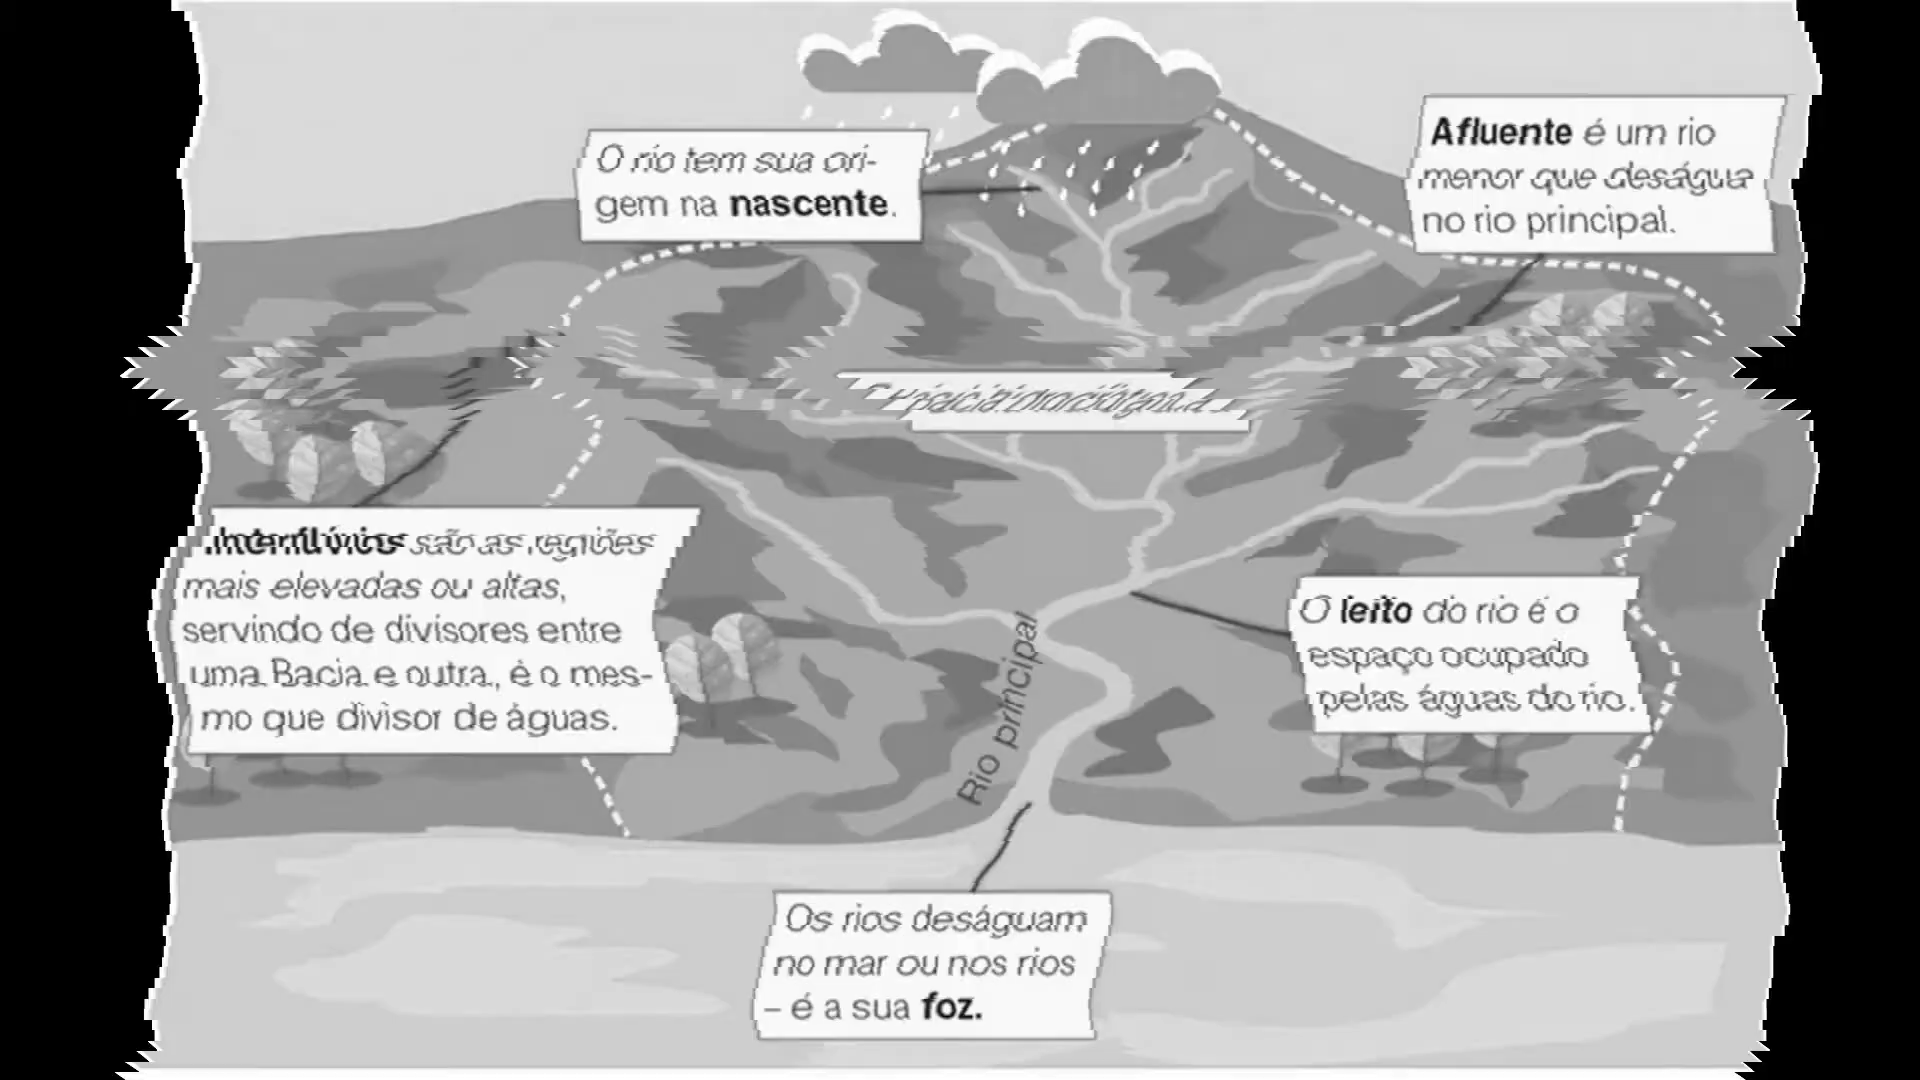 O rio tem sua ori-
gem na nascente.
Afluente é um rio
menor que deságua
no rio principal.
Interflúvios são as regiões
mais elevadas ou altas,
servindo de divisores entre
uma Bacia e outra, é o mes-
mo que divisor de águas.
O leito do rio é o
espaço ocupado
pelas águas do rio.
Rio principal
Os rios deságuam
no mar ou nos rios
– é a sua foz.